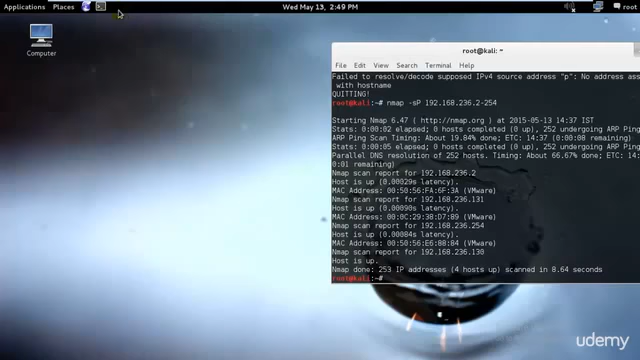 Applications Places Wed May 13, 2:49 PM root
Computer
root@kali: ~
File Edit View Search Terminal Help
Failed to resolve/decode supposed IPv4 source address "p": No address ass
with hostname
QUITTING!
root@kali:~# nmap -sP 192.168.236.2-254
Starting Nmap 6.47 ( http://nmap.org ) at 2015-05-13 14:37 IST
Stats: 0:00:02 elapsed; 0 hosts completed (0 up), 252 undergoing ARP Ping
ARP Ping Scan Timing: About 19.84% done; ETC: 14:37 (0:00:08 remaining)
Stats: 0:00:05 elapsed; 0 hosts completed (0 up), 252 undergoing ARP Ping
Parallel DNS resolution of 252 hosts. Timing: About 66.67% done; ETC: 14:
0:01 remaining)
Nmap scan report for 192.168.236.2
Host is up (0.00029s latency).
MAC Address: 00:50:56:FA:6F:3A (VMware)
Nmap scan report for 192.168.236.131
Host is up (0.00090s latency).
MAC Address: 00:0C:29:38:D7:B9 (VMware)
Nmap scan report for 192.168.236.254
Host is up (0.00084s latency).
MAC Address: 00:50:56:E6:88:84 (VMware)
Nmap scan report for 192.168.236.130
Host is up.
Nmap done: 253 IP addresses (4 hosts up) scanned in 8.64 seconds
root@kali:~#
udemy